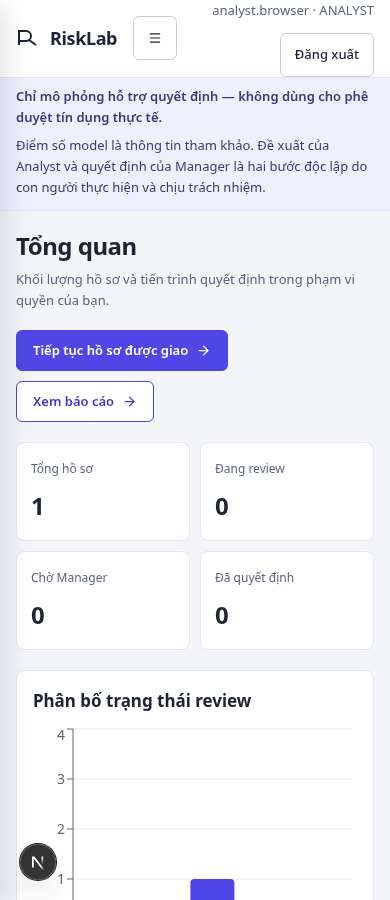 analyst.browser · ANALYST
RiskLab
Đăng xuất
Chỉ mô phỏng hỗ trợ quyết định — không dùng cho phê
duyệt tín dụng thực tế.
Điểm số model là thông tin tham khảo. Đề xuất của
Analyst và quyết định của Manager là hai bước độc lập do
con người thực hiện và chịu trách nhiệm.
Tổng quan
Khối lượng hồ sơ và tiến trình quyết định trong phạm vi
quyền của bạn.
Tiếp tục hồ sơ được giao →
Xem báo cáo →
Tổng hồ sơ
1
Đang review
0
Chờ Manager
0
Đã quyết định
0
Phân bố trạng thái review
4
3
2
1
N